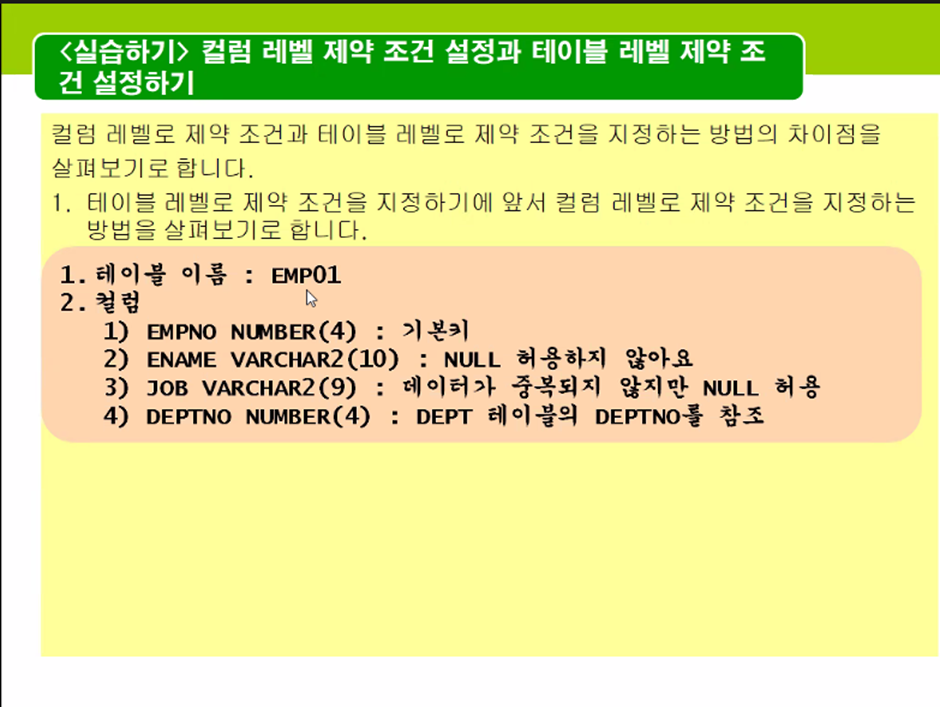 <실습하기> 컬럼 레벨 제약 조건 설정과 테이블 레벨 제약 조
건 설정하기
컬럼 레벨로 제약 조건과 테이블 레벨로 제약 조건을 지정하는 방법의 차이점을
살펴보기로 합니다.
1. 테이블 레벨로 제약 조건을 지정하기에 앞서 컬럼 레벨로 제약 조건을 지정하는
방법을 살펴보기로 합니다.
1. 테이블 이름 : EMP01
2. 컬럼
1) EMPNO NUMBER(4) : 기본키
2) ENAME VARCHAR2(10) : NULL 허용하지 않아요
3) JOB VARCHAR2(9) : 데이터가 중복되지 않지만 NULL 허용
4) DEPTNO NUMBER(4) : DEPT 테이블의 DEPTNO를 참조